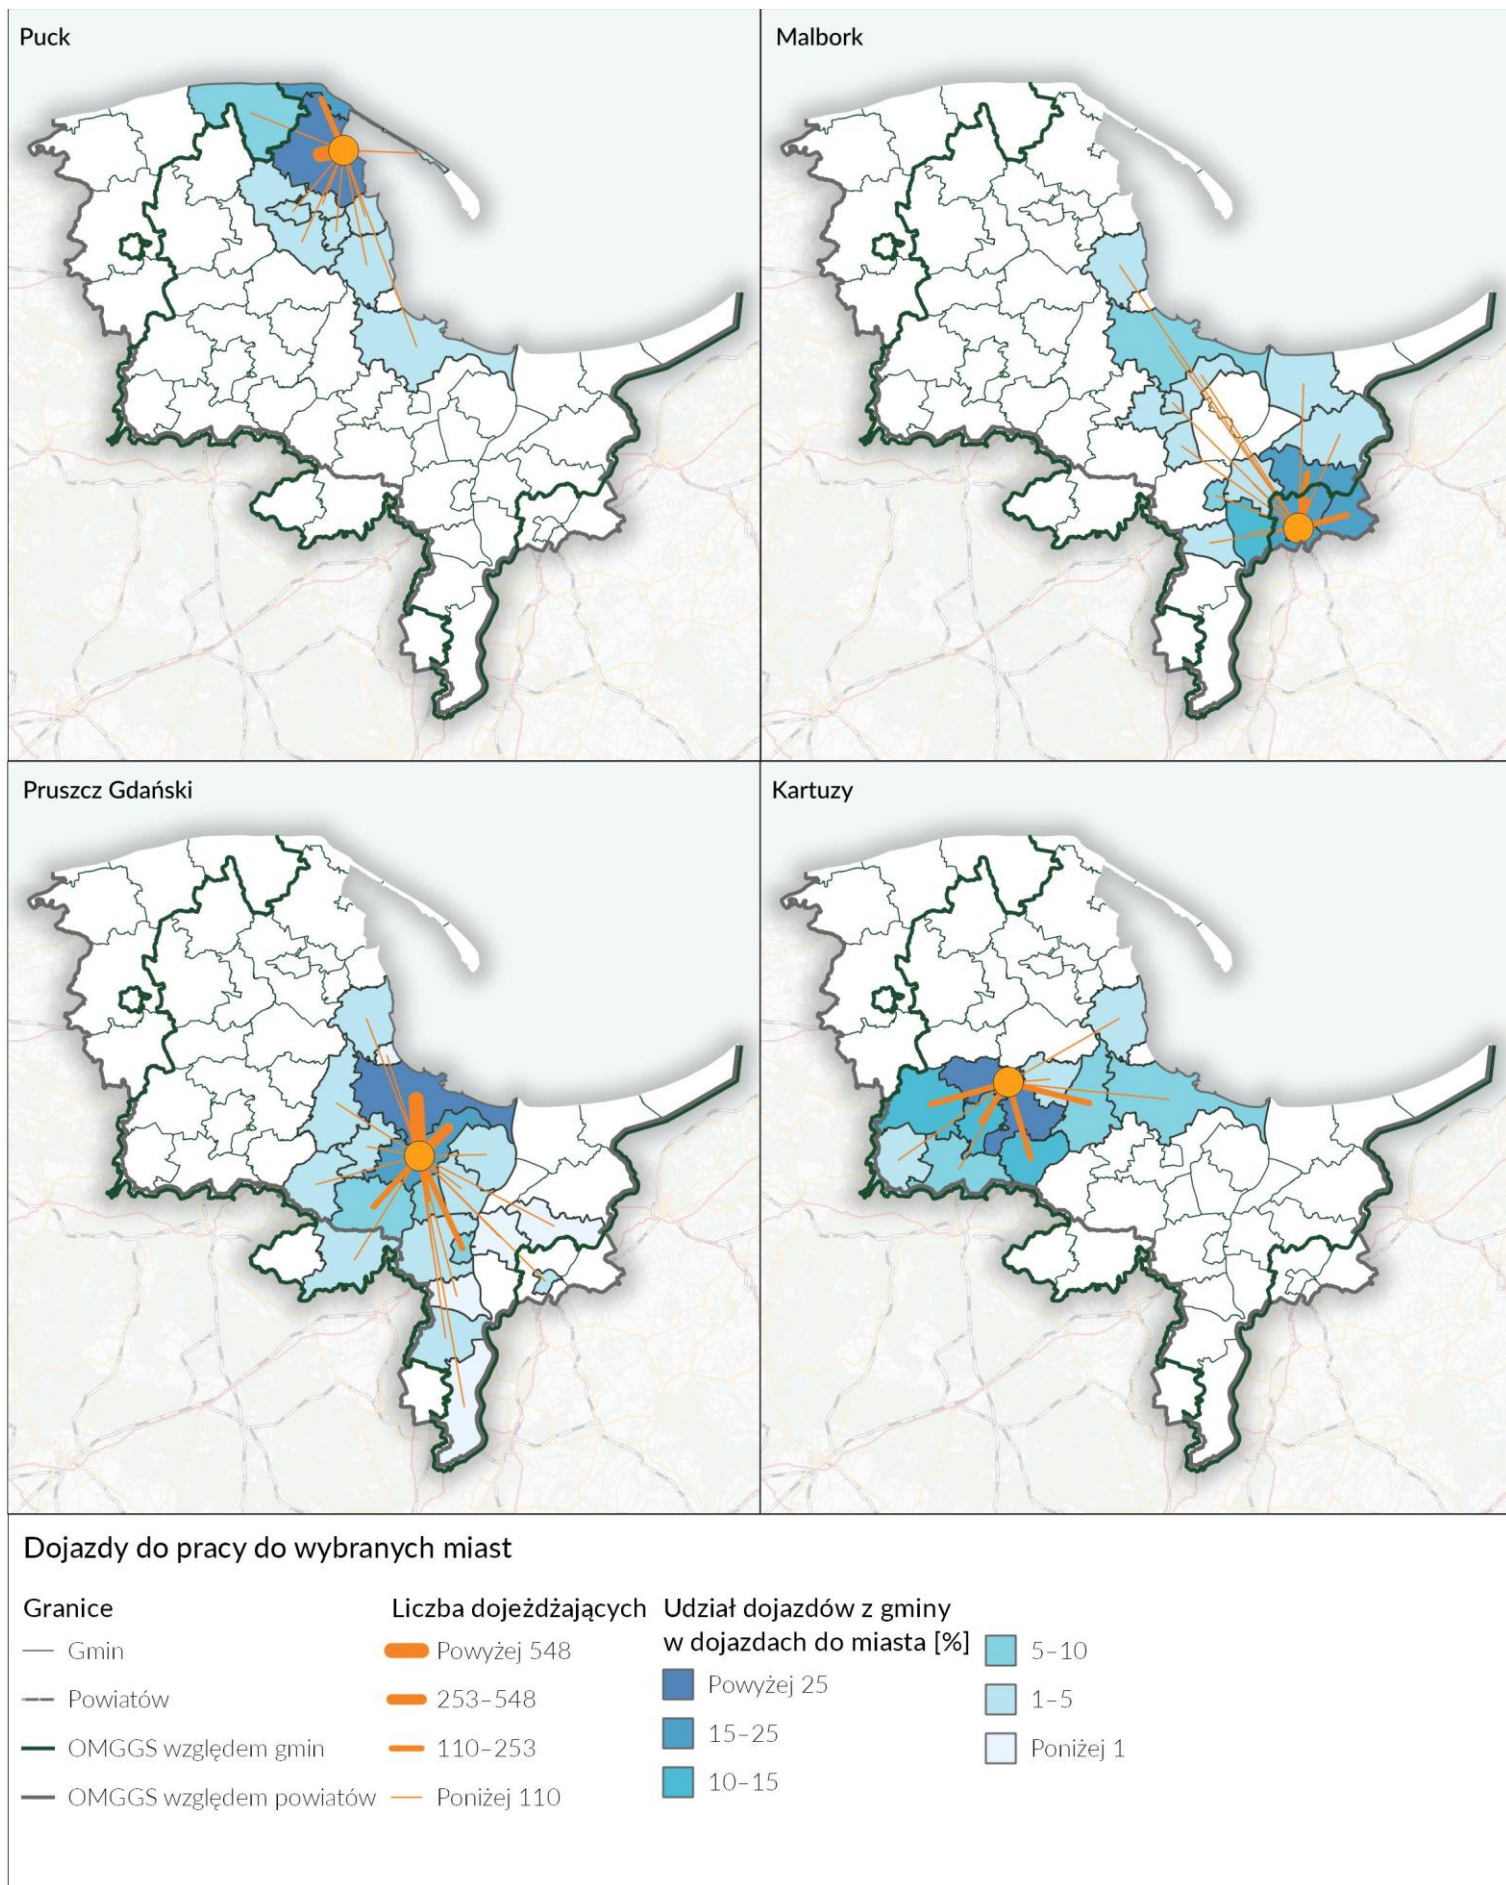 Puck
Malbork
Pruszcz Gdański
Kartuzy
Dojazdy do pracy do wybranych miast
Granice
Gmin
Powiatów
OMGGS względem gmin
OMGGS względem powiatów
Liczba dojeżdżających
Powyżej 548
253–548
110–253
Poniżej 110
Udział dojazdów z gminy
w dojazdach do miasta [%]
Powyżej 25
15–25
10–15
5–10
1–5
Poniżej 1